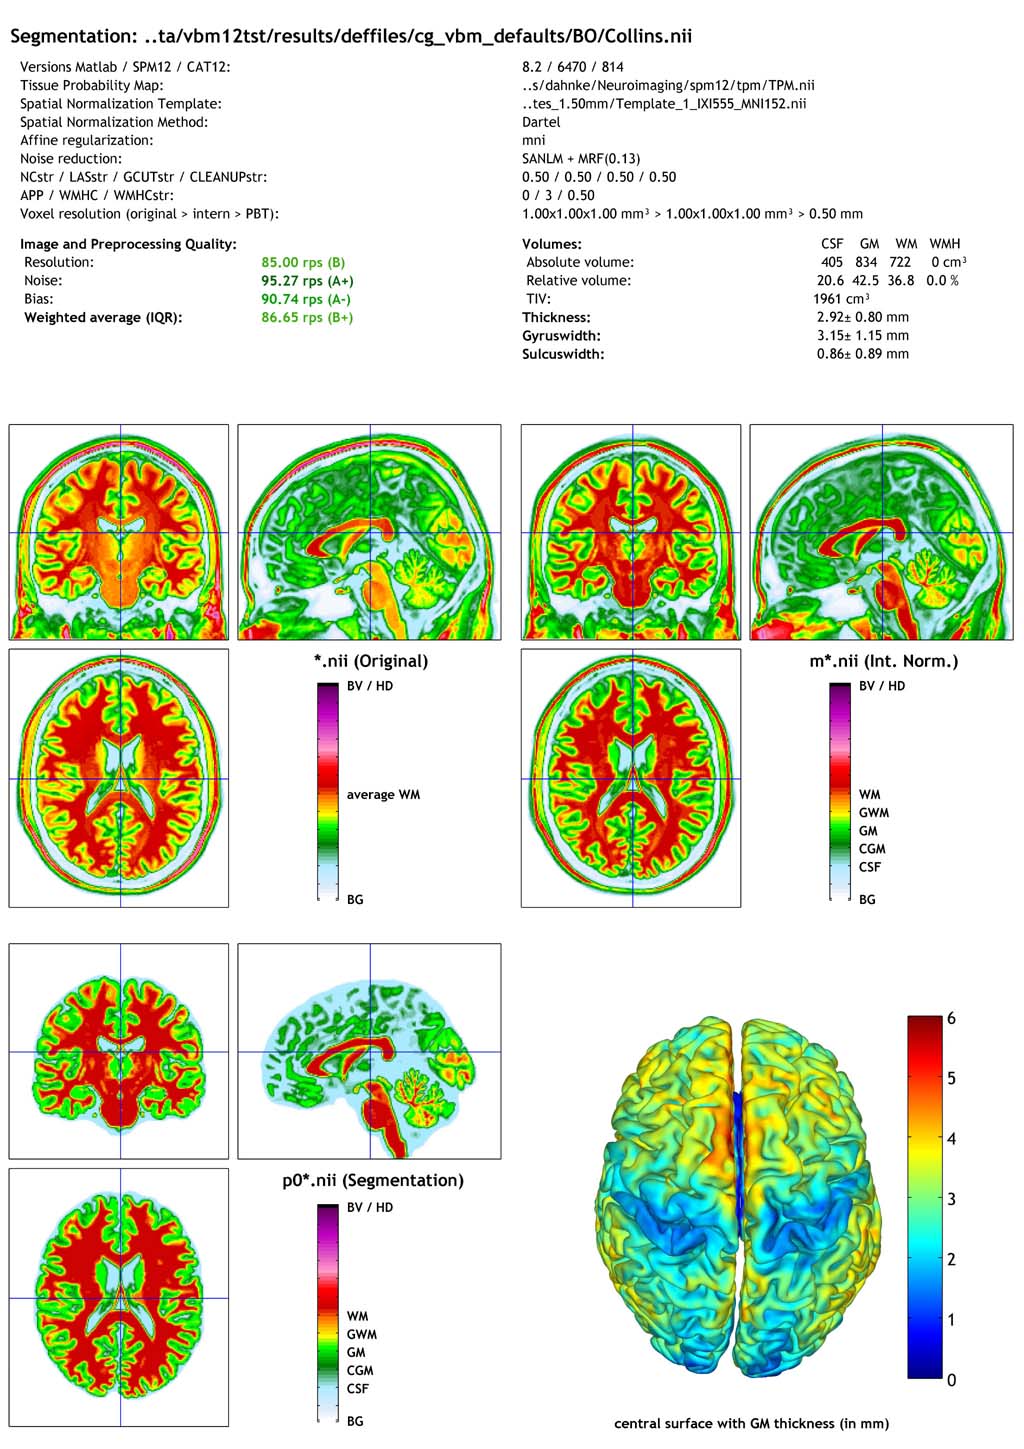 Segmentation: ..ta/vbm12tst/results/deffiles/cg_vbm_defaults/BO/Collins.nii
Versions Matlab / SPM12 / CAT12: 8.2 / 6470 / 814
Tissue Probability Map: ..s/dahnke/Neuroimaging/spm12/tpm/TPM.nii
Spatial Normalization Template: ..tes_1.50mm/Template_1_IXI555_MNI152.nii
Spatial Normalization Method: Dartel
Affine regularization: mni
Noise reduction: SANLM + MRF(0.13)
NCstr / LASstr / GCUTstr / CLEANUPstr: 0.50 / 0.50 / 0.50 / 0.50
APP / WMHC / WMHCstr: 0 / 3 / 0.50
Voxel resolution (original > intern > PBT): 1.00x1.00x1.00 mm³ > 1.00x1.00x1.00 mm³ > 0.50 mm
Image and Preprocessing Quality:
Resolution: 85.00 rps (B)
Noise: 95.27 rps (A+)
Bias: 90.74 rps (A-)
Weighted average (IQR): 86.65 rps (B+)
Volumes: CSF GM WM WMH
Absolute volume: 405 834 722 0 cm³
Relative volume: 20.6 42.5 36.8 0.0 %
TIV: 1961 cm³
Thickness: 2.92± 0.80 mm
Gyruswidth: 3.15± 1.15 mm
Sulcuswidth: 0.86± 0.89 mm
*.nii (Original)
BV / HD
average WM
BG
m*.nii (Int. Norm.)
BV / HD
WM
GWM
GM
CGM
CSF
BG
p0*.nii (Segmentation)
BV / HD
WM
GWM
GM
CGM
CSF
BG
6
5
4
3
2
1
0
central surface with GM thickness (in mm)